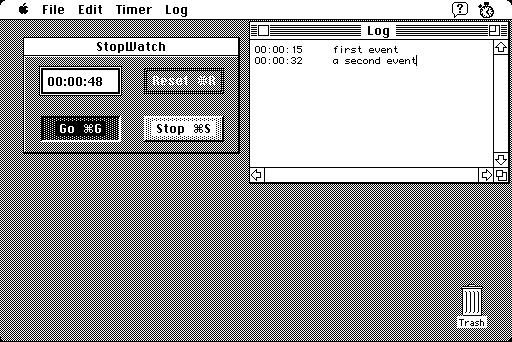 File Edit Timer Log
StopWatch
00:00:48
Reset ⌘R
Go ⌘G
Stop ⌘S
Log
00:00:15 first event
00:00:32 a second event
Trash